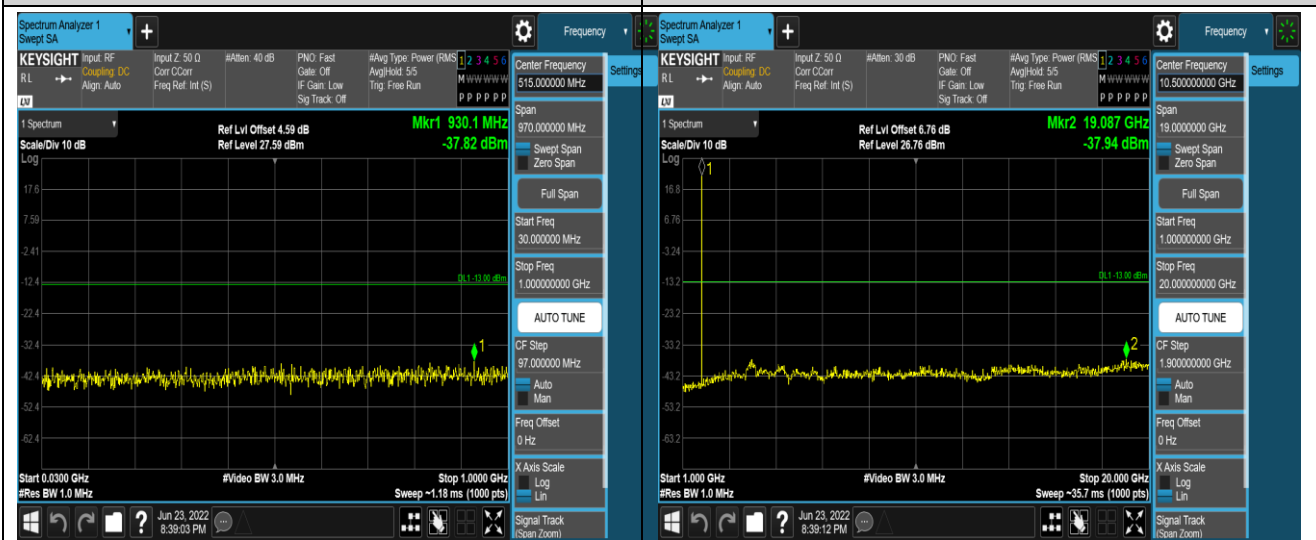 Spectrum Analyzer 1
Swept SA
+
Frequency
KEYSIGHT
RL
LXI
Input: RF
Coupling: DC
Align: Auto
Input Z: 50 Ω
Corr CCorr
Freq Ref: Int (S)
#Atten: 40 dB
PNO: Fast
Gate: Off
IF Gain: Low
Sig Track: Off
#Avg Type: Power (RMS
Avg|Hold: 5/5
Trig: Free Run
1 2 3 4 5 6
M W W W W W
P P P P P P
1 Spectrum
Scale/Div 10 dB
Log
Ref Lvl Offset 4.59 dB
Ref Level 27.59 dBm
Mkr1 930.1 MHz
-37.82 dBm
17.6
7.59
-2.41
-12.4
-22.4
-32.4
-42.4
-52.4
-62.4
DL1 -13.00 dBm
1
Start 0.0300 GHz
#Res BW 1.0 MHz
#Video BW 3.0 MHz
Stop 1.0000 GHz
Sweep ~1.18 ms (1000 pts)
Center Frequency
515.000000 MHz
Settings
Span
970.000000 MHz
Swept Span
Zero Span
Full Span
Start Freq
30.000000 MHz
Stop Freq
1.000000000 GHz
AUTO TUNE
CF Step
97.000000 MHz
Auto
Man
Freq Offset
0 Hz
X Axis Scale
Log
Lin
Signal Track
(Span Zoom)
?
Jun 23, 2022
8:39:03 PM
Spectrum Analyzer 1
Swept SA
+
Frequency
KEYSIGHT
RL
LXI
Input: RF
Coupling: DC
Align: Auto
Input Z: 50 Ω
Corr CCorr
Freq Ref: Int (S)
#Atten: 30 dB
PNO: Fast
Gate: Off
IF Gain: Low
Sig Track: Off
#Avg Type: Power (RMS
Avg|Hold: 5/5
Trig: Free Run
1 2 3 4 5 6
M W W W W W
P P P P P P
1 Spectrum
Scale/Div 10 dB
Log
Ref Lvl Offset 6.76 dB
Ref Level 26.76 dBm
Mkr2 19.087 GHz
-37.94 dBm
1
16.8
6.76
-3.24
-13.2
-23.2
-33.2
-43.2
-53.2
-63.2
DL1 -13.00 dBm
2
Start 1.000 GHz
#Res BW 1.0 MHz
#Video BW 3.0 MHz
Stop 20.000 GHz
Sweep ~35.7 ms (1000 pts)
Center Frequency
10.500000000 GHz
Settings
Span
19.0000000 GHz
Swept Span
Zero Span
Full Span
Start Freq
1.000000000 GHz
Stop Freq
20.000000000 GHz
AUTO TUNE
CF Step
1.900000000 GHz
Auto
Man
Freq Offset
0 Hz
X Axis Scale
Log
Lin
Signal Track
(Span Zoom)
?
Jun 23, 2022
8:39:12 PM